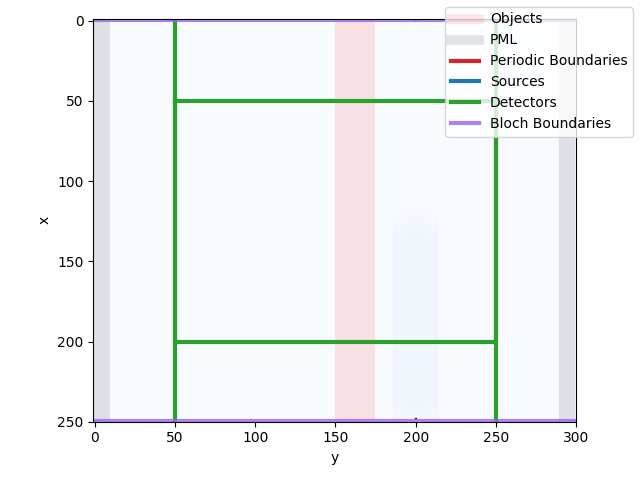 Objects
PML
Periodic Boundaries
Sources
Detectors
Bloch Boundaries
0
50
100
150
200
250
x
0
50
100
150
200
250
300
y